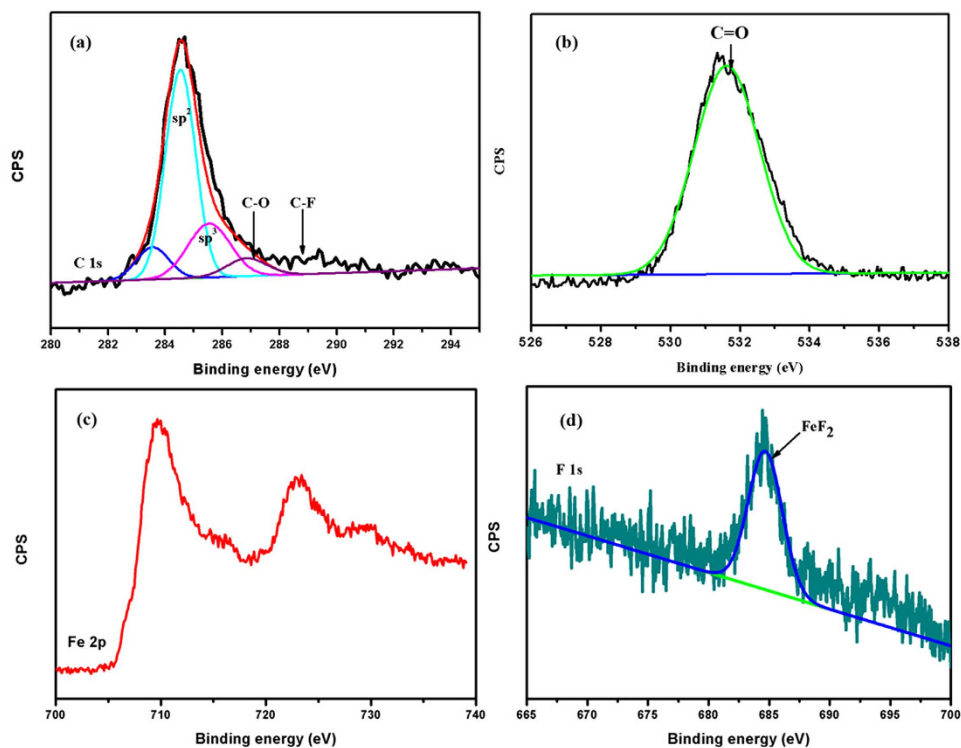 (a)
sp2
sp3
C-O
C-F
C 1s
CPS
280 282 284 286 288 290 292 294
Binding energy (eV)
(b)
C=O
CPS
526 528 530 532 534 536 538
Binding energy (eV)
(c)
Fe 2p
CPS
700 710 720 730 740
Binding energy (eV)
(d)
FeF2
F 1s
CPS
665 670 675 680 685 690 695 700
Binding energy (eV)